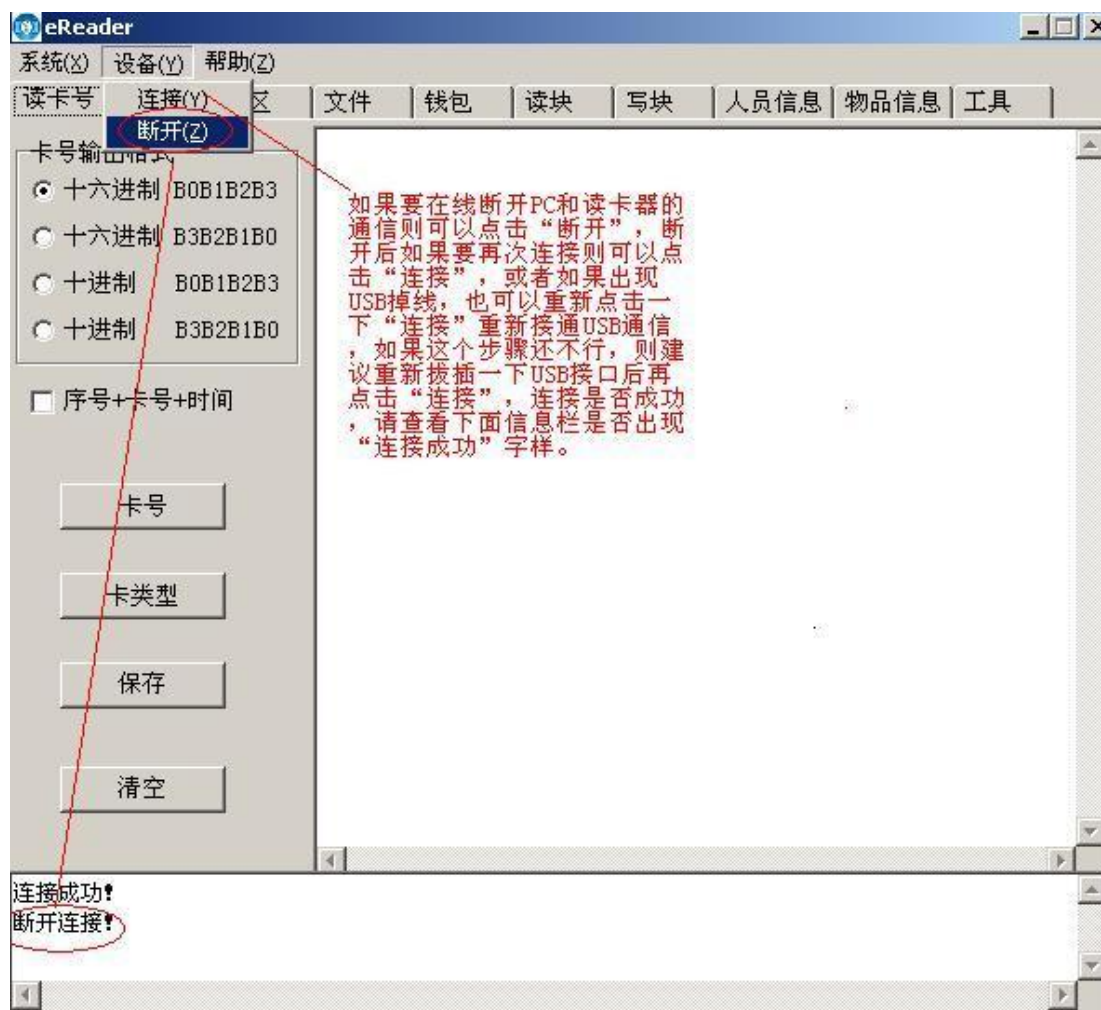 eReader
系统(X) 设备(Y) 帮助(Z)
读卡号 区 文件 钱包 读块 写块 人员信息 物品信息 工具
连接(Y)
断开(Z)
卡号输出格式
十六进制 B0B1B2B3
十六进制 B3B2B1B0
十进制 B0B1B2B3
十进制 B3B2B1B0
序号+卡号+时间
卡号
卡类型
保存
清空
如果要在线断开PC和读卡器的
通信则可以点击“断开”，断
开后如果要再次连接则可以点
击“连接”，或者如果出现
USB掉线，也可以重新点击一
下“连接”重新接通USB通信
，如果这个步骤还不行，则建
议重新拨插一下USB接口后再
点击“连接”，连接是否成功
，请查看下面信息栏是否出现
“连接成功”字样。
连接成功!
断开连接!